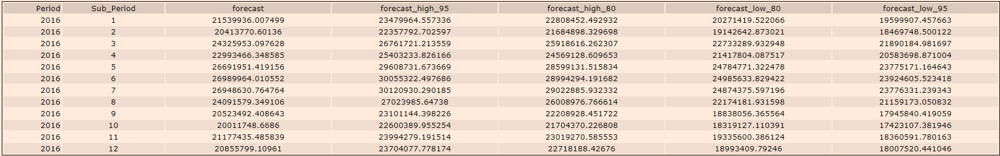 Period Sub_Period forecast forecast_high_95 forecast_high_80 forecast_low_80 forecast_low_95
2016 1 21539936.007499 23479964.557336 22808452.492932 20271419.522066 19599907.457663
2016 2 20413770.60136 22357792.702597 21684898.329698 19142642.873021 18469748.500122
2016 3 24325953.097628 26761721.213559 25918616.262307 22733289.932948 21890184.981697
2016 4 22993466.348585 25403233.826166 24569128.609653 21417804.087517 20583698.871004
2016 5 26691951.419156 29608731.673669 28599131.515834 24784771.322478 23775171.164643
2016 6 26989964.010552 30055322.497686 28994294.191682 24985633.829422 23924605.523418
2016 7 26948630.764764 30120930.290185 29022885.932332 24874375.597196 23776331.239343
2016 8 24091579.349106 27023985.64738 26008976.766614 22174181.931598 21159173.050832
2016 9 20523492.408643 23101144.398226 22208928.451722 18838056.365564 17945840.419059
2016 10 20011748.6686 22600389.955254 21704370.226808 18319127.110391 17423107.381946
2016 11 21177435.485839 23994279.191514 23019270.585553 19335600.386124 18360591.780163
2016 12 20855799.10961 23704077.778174 22718188.42676 18993409.79246 18007520.441046